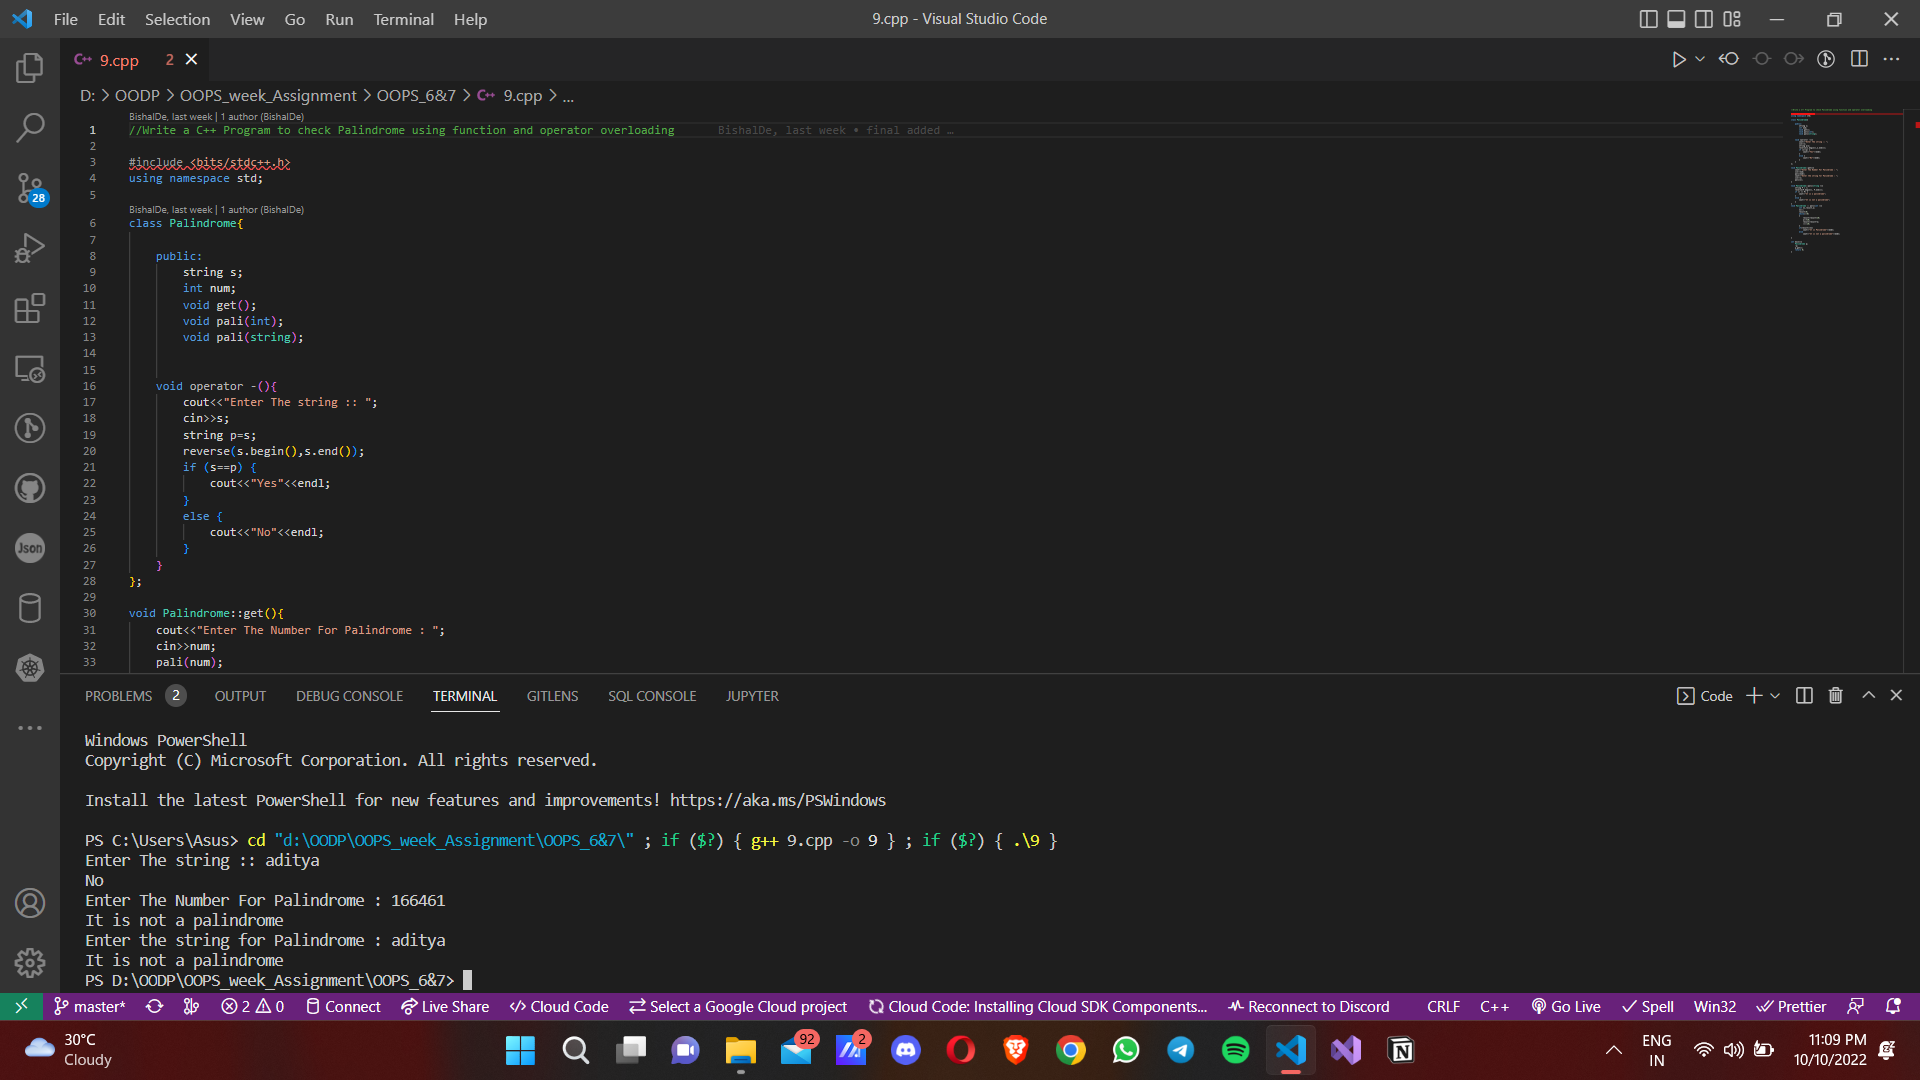 File Edit Selection View Go Run Terminal Help
9.cpp - Visual Studio Code
C++ 9.cpp 2
D: > OODP > OOPS_week_Assignment > OOPS_6&7 > C++ 9.cpp > ...
BishalDe, last week | 1 author (BishalDe)
1 //Write a C++ Program to check Palindrome using function and operator overloading BishalDe, last week • final added …
2
3 #include <bits/stdc++.h>
4 using namespace std;
5
BishalDe, last week | 1 author (BishalDe)
6 class Palindrome{
7
8 public:
9 string s;
10 int num;
11 void get();
12 void pali(int);
13 void pali(string);
14
15
16 void operator -(){
17 cout<<"Enter The string :: ";
18 cin>>s;
19 string p=s;
20 reverse(s.begin(),s.end());
21 if (s==p) {
22 cout<<"Yes"<<endl;
23 }
24 else {
25 cout<<"No"<<endl;
26 }
27 }
28 };
29
30 void Palindrome::get(){
31 cout<<"Enter The Number For Palindrome : ";
32 cin>>num;
33 pali(num);
28
Json
PROBLEMS 2 OUTPUT DEBUG CONSOLE TERMINAL GITLENS SQL CONSOLE JUPYTER
Code
Windows PowerShell
Copyright (C) Microsoft Corporation. All rights reserved.
Install the latest PowerShell for new features and improvements! https://aka.ms/PSWindows
PS C:\Users\Asus> cd "d:\OODP\OOPS_week_Assignment\OOPS_6&7\" ; if ($?) { g++ 9.cpp -o 9 } ; if ($?) { .\9 }
Enter The string :: aditya
No
Enter The Number For Palindrome : 166461
It is not a palindrome
Enter the string for Palindrome : aditya
It is not a palindrome
PS D:\OODP\OOPS_week_Assignment\OOPS_6&7>
master* 2 0 Connect Live Share Cloud Code Select a Google Cloud project Cloud Code: Installing Cloud SDK Components... Reconnect to Discord CRLF C++ Go Live Spell Win32 Prettier
30°C
Cloudy
92
2
ENG
IN
11:09 PM
10/10/2022